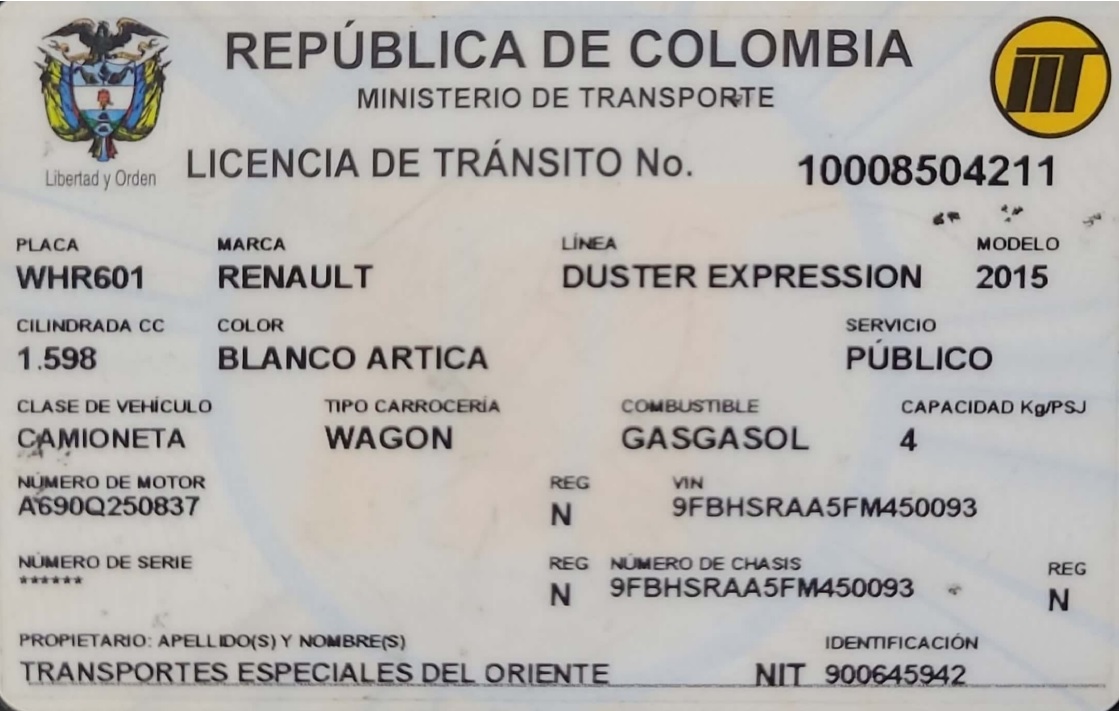 REPÚBLICA DE COLOMBIA
MINISTERIO DE TRANSPORTE
Libertad y Orden
LICENCIA DE TRÁNSITO No. 10008504211
PLACA MARCA LÍNEA MODELO
WHR601 RENAULT DUSTER EXPRESSION 2015
CILINDRADA CC COLOR SERVICIO
1.598 BLANCO ARTICA PÚBLICO
CLASE DE VEHÍCULO TIPO CARROCERÍA COMBUSTIBLE CAPACIDAD Kg/PSJ
CAMIONETA WAGON GASGASOL 4
NÚMERO DE MOTOR REG VIN
A690Q250837 N 9FBHSRAA5FM450093
NÚMERO DE SERIE REG NÚMERO DE CHASIS REG
****** N 9FBHSRAA5FM450093 N
PROPIETARIO: APELLIDO(S) Y NOMBRE(S) IDENTIFICACIÓN
TRANSPORTES ESPECIALES DEL ORIENTE NIT 900645942